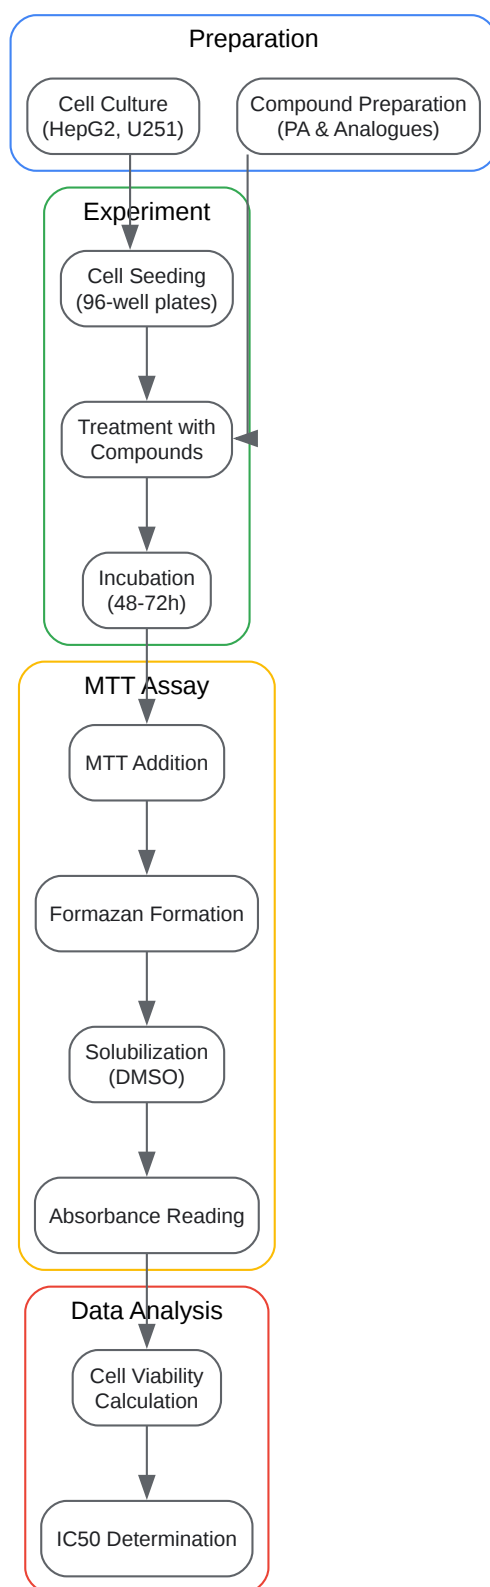 Preparation
Cell Culture
(HepG2, U251)
Compound Preparation
(PA & Analogues)
Experiment
Cell Seeding
(96-well plates)
Treatment with
Compounds
Incubation
(48-72h)
MTT Assay
MTT Addition
Formazan Formation
Solubilization
(DMSO)
Absorbance Reading
Data Analysis
Cell Viability
Calculation
IC50 Determination